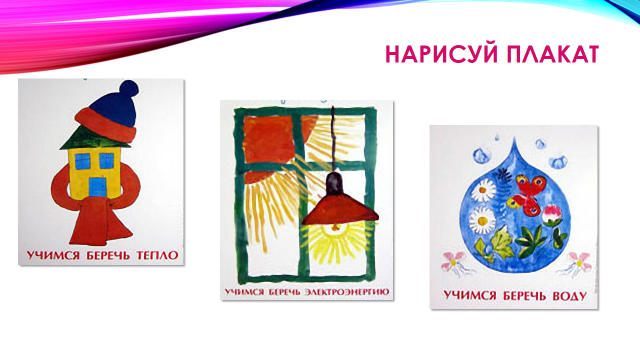 НАРИСУЙ ПЛАКАТ
УЧИМСЯ БЕРЕЧЬ ТЕПЛО
УЧИМСЯ БЕРЕЧЬ ЭЛЕКТРОЭНЕРГИЮ
УЧИМСЯ БЕРЕЧЬ ВОДУ